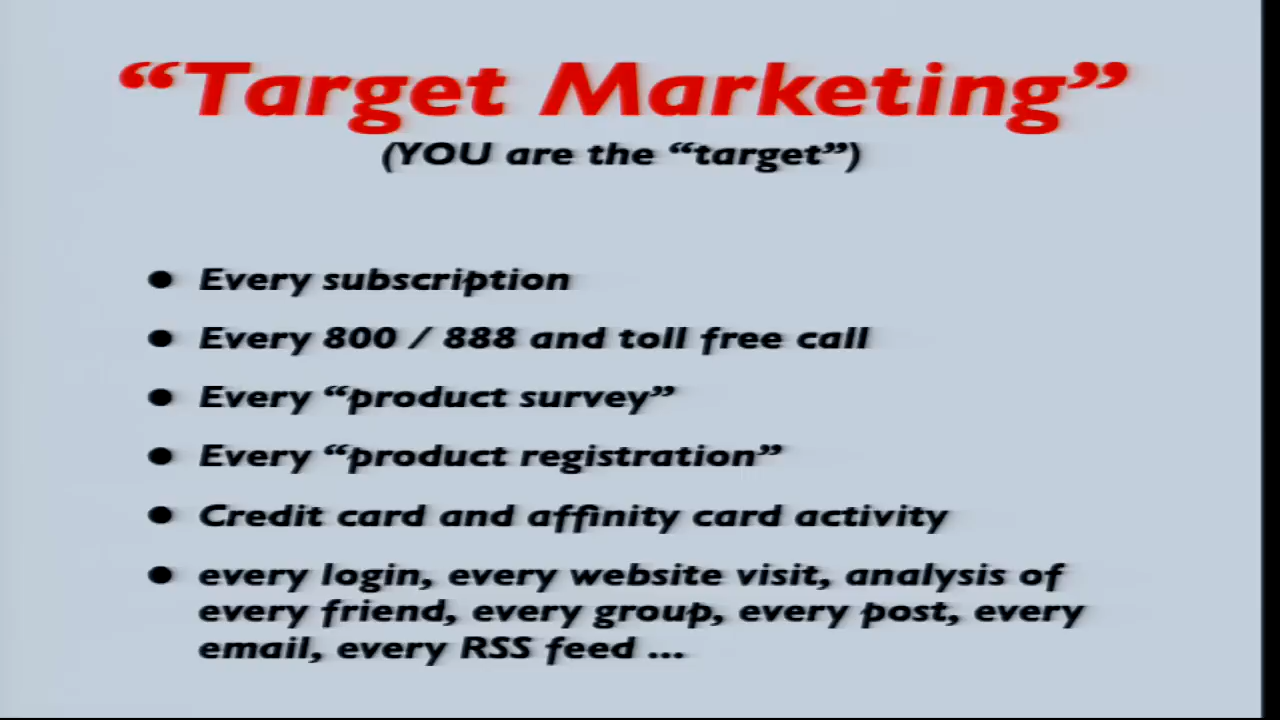 “Target Marketing”
(YOU are the “target”)
● Every subscription
● Every 800 / 888 and toll free call
● Every “product survey”
● Every “product registration”
● Credit card and affinity card activity
● every login, every website visit, analysis of
every friend, every group, every post, every
email, every RSS feed ...